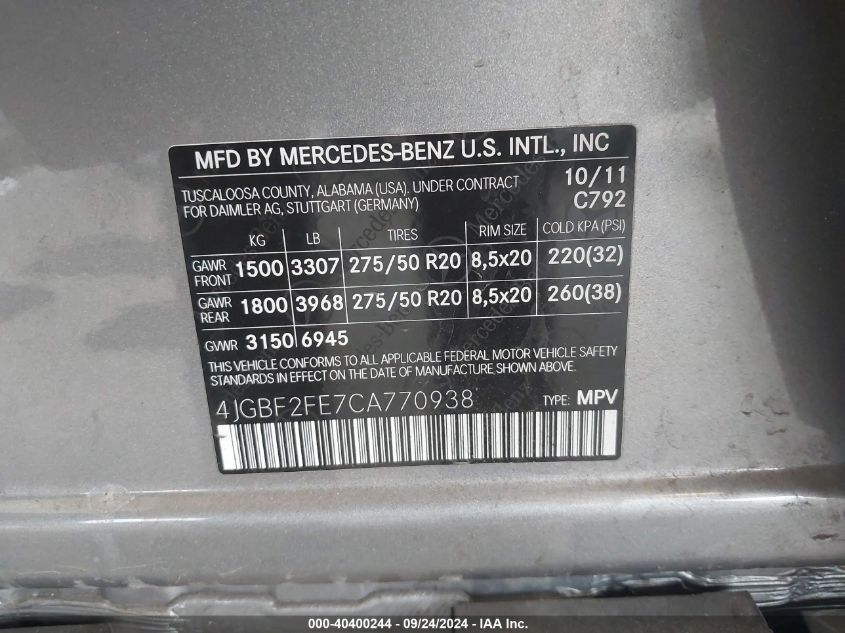 MFD BY MERCEDES-BENZ U.S. INTL., INC
TUSCALOOSA COUNTY, ALABAMA (USA). UNDER CONTRACT 10/11
FOR DAIMLER AG, STUTTGART (GERMANY) C792
KG LB TIRES RIM SIZE COLD KPA (PSI)
GAWR FRONT 1500 3307 275/50 R20 8,5x20 220(32)
GAWR REAR 1800 3968 275/50 R20 8,5x20 260(38)
GVWR 3150 6945
THIS VEHICLE CONFORMS TO ALL APPLICABLE FEDERAL MOTOR VEHICLE SAFETY
STANDARDS IN EFFECT ON THE DATE OF MANUFACTURE SHOWN ABOVE.
4JGBF2FE7CA770938 TYPE: MPV
000-40400244 - 09/24/2024 - IAA Inc.